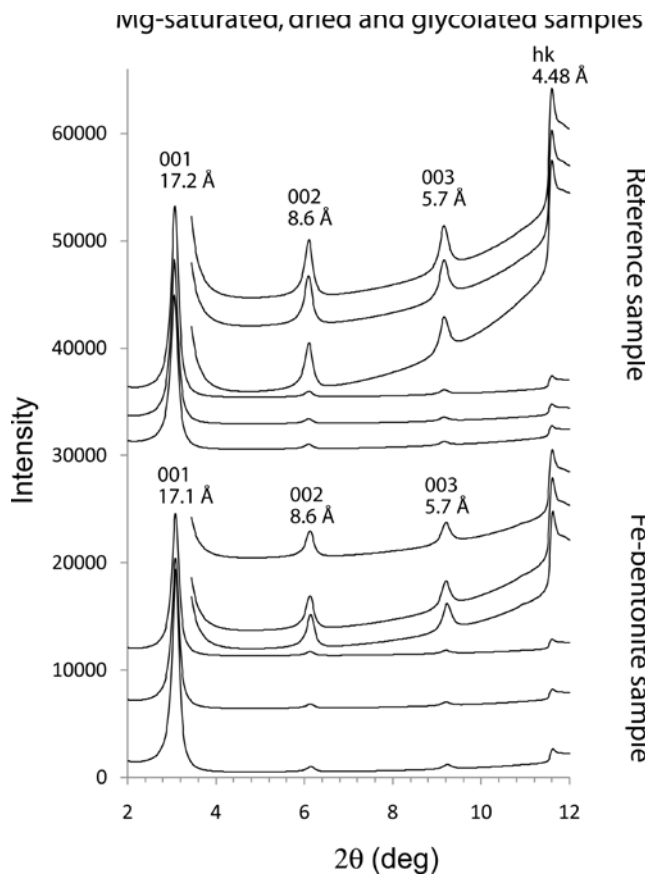 Mg-saturated, dried and glycolated samples
hk
4.48 Å
60000
001
17.2 Å
002
8.6 Å
003
5.7 Å
50000
40000
30000
001
17.1 Å
002
8.6 Å
003
5.7 Å
20000
10000
0
2
4
6
8
10
12
2θ (deg)
Intensity
Reference sample
Fe-bentonite sample